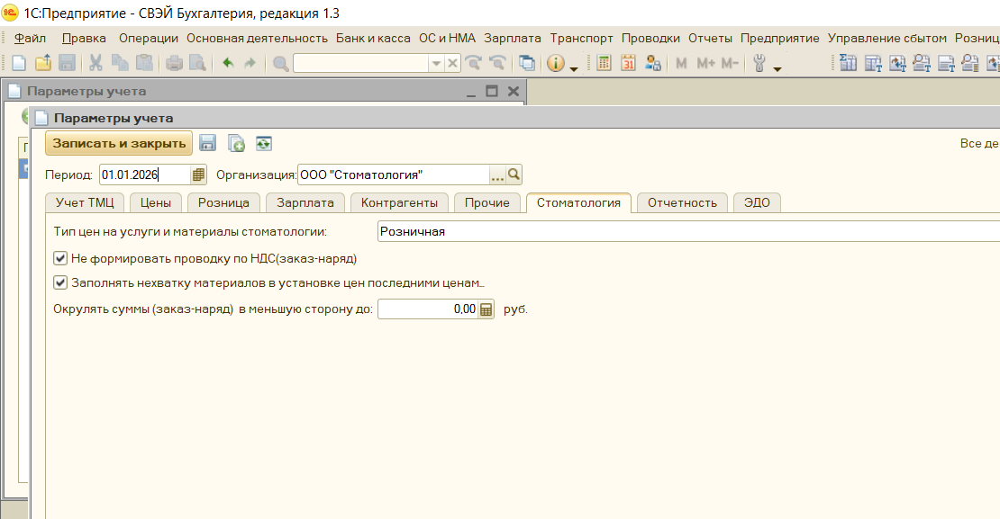 1С:Предприятие - СВЭЙ Бухгалтерия, редакция 1.3
Файл Правка Операции Основная деятельность Банк и касса ОС и НМА Зарплата Транспорт Проводки Отчеты Предприятие Управление сбытом Розниц
M M+ M-
Параметры учета
Параметры учета
Записать и закрыть Все де
Период: 01.01.2026 Организация: ООО "Стоматология" ...
Учет ТМЦ Цены Розница Зарплата Контрагенты Прочие Стоматология Отчетность ЭДО
Тип цен на услуги и материалы стоматологии: Розничная
Не формировать проводку по НДС(заказ-наряд)
Заполнять нехватку материалов в установке цен последними ценам...
Окрулять суммы (заказ-наряд) в меньшую сторону до: 0,00 руб.